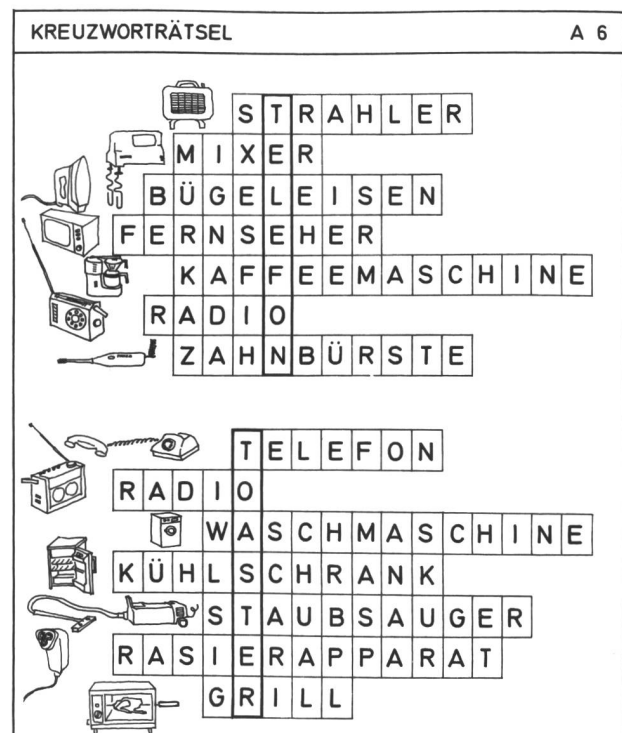 KREUZWORTRÄTSEL A 6
STRAHLER
MIXER
BÜGELEISEN
FERNSEHER
KAFFEEMASCHINE
RADIO
ZAHNBÜRSTE
TELEFON
RADIO
WASCHMASCHINE
KÜHLSCHRANK
STAUBSAUGER
RASIERAPPARAT
GRILL